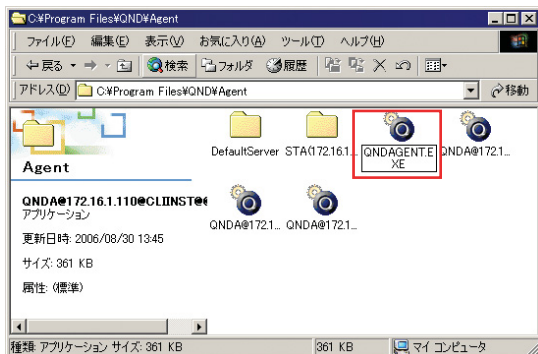 C:¥Program Files¥QND¥Agent
ファイル(F) 編集(E) 表示(V) お気に入り(A) ツール(T) ヘルプ(H)
戻る 検索 フォルダ 履歴
アドレス(D) C:¥Program Files¥QND¥Agent 移動
Agent
QNDA@172.16.1.110@CLIINST@
アプリケーション
更新日時: 2006/08/30 13:45
サイズ: 361 KB
属性: (標準)
DefaultServer STA(172.16.1... QNDAGENT.E
XE QNDA@172.1...
QNDA@172.1... QNDA@172.1...
種類: アプリケーション サイズ: 361 KB 361 KB マイ コンピュータ